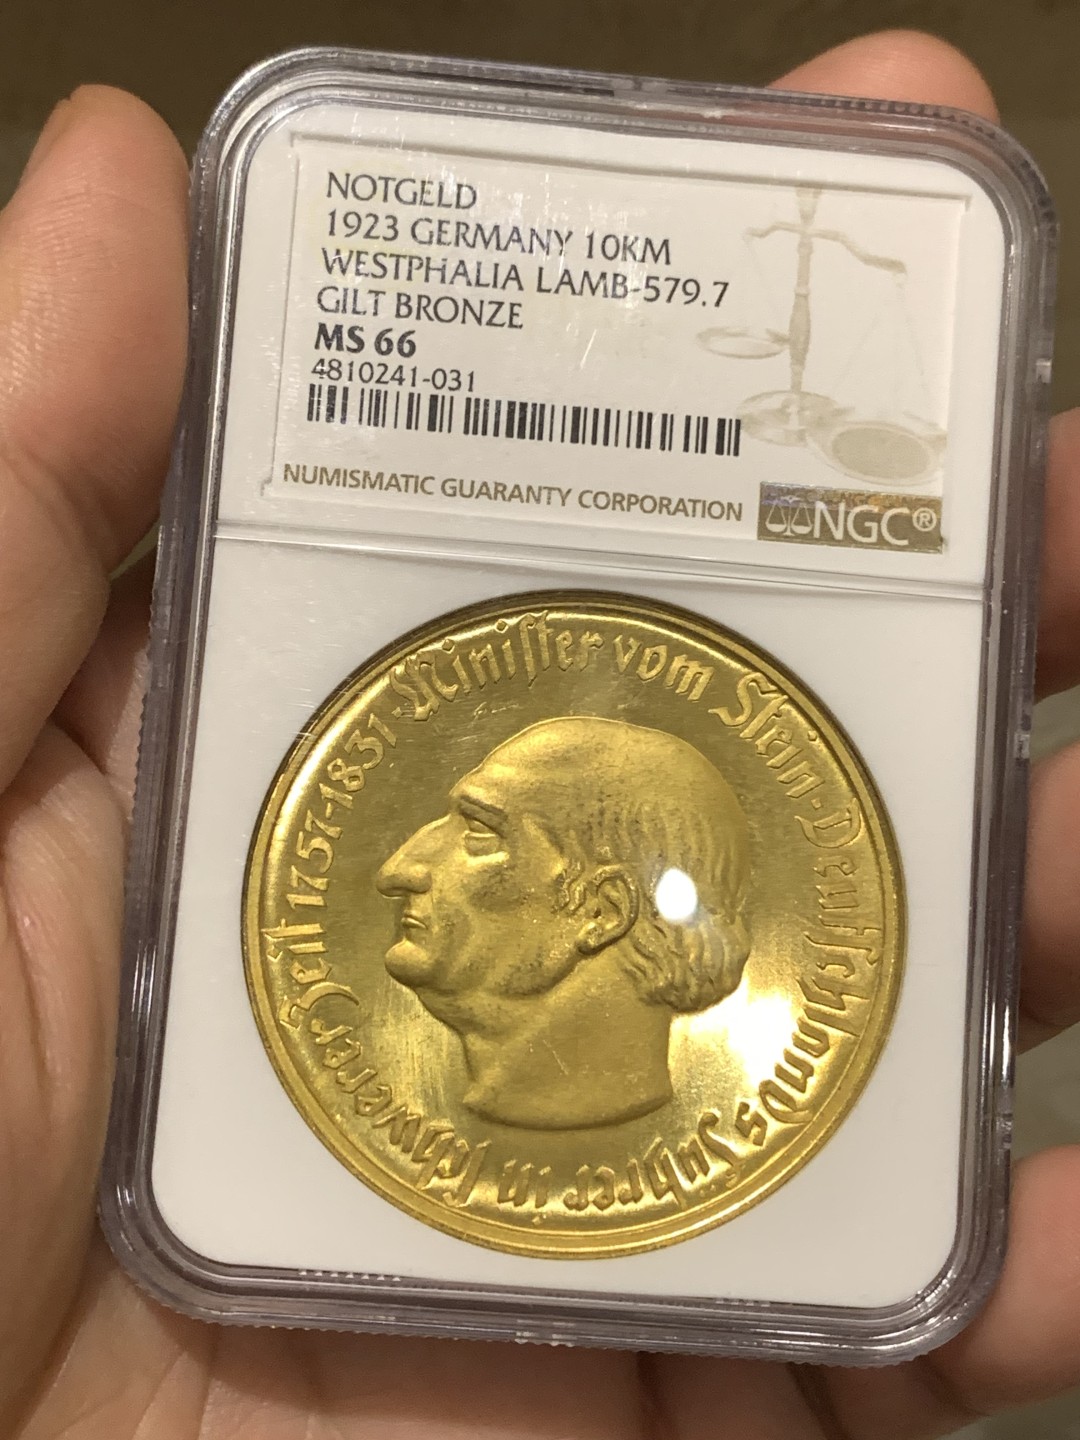 NOTGELD
1923 GERMANY 10KM
WESTPHALIA LAMB-579.7
GILT BRONZE
MS 66
4810241-031
NUMISMATIC GUARANTY CORPORATION
NGC®
Miniſter vom Stein · Deutſchlands Führer in ſchwerer Zeit 1757-1831 ·